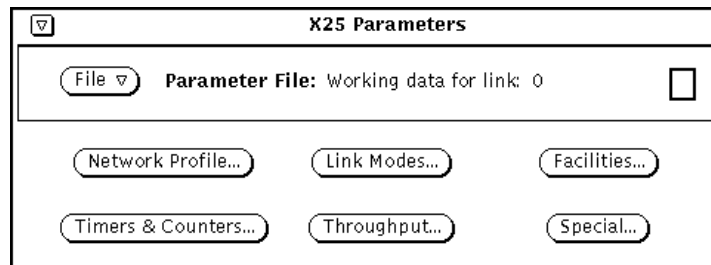 X25 Parameters
File Parameter File: Working data for link: 0
Network Profile... Link Modes... Facilities...
Timers & Counters... Throughput... Special...